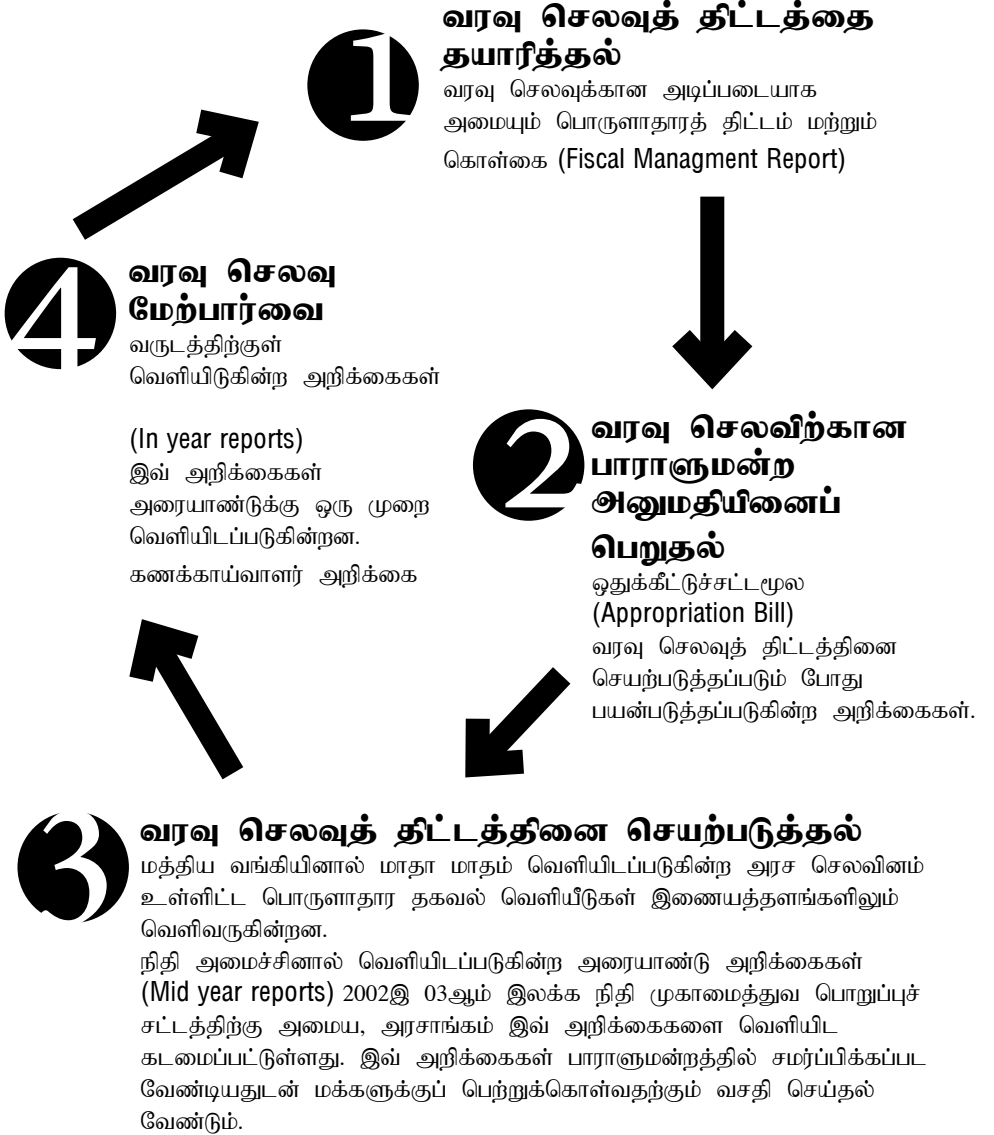 1
வரவு செலவுத் திட்டத்தை
தயாரித்தல்
வரவு செலவுக்கான அடிப்படையாக
அமையும் பொருளாதாரத் திட்டம் மற்றும்
கொள்கை (Fiscal Managment Report)
2
வரவு செலவிற்கான
பாராளுமன்ற
அனுமதியினைப்
பெறுதல்
ஒதுக்கீட்டுச்சட்டமூல
(Appropriation Bill)
வரவு செலவுத் திட்டத்தினை
செயற்படுத்தப்படும் போது
பயன்படுத்தப்படுகின்ற அறிக்கைகள்.
3
வரவு செலவுத் திட்டத்தினை செயற்படுத்தல்
மத்திய வங்கியினால் மாதா மாதம் வெளியிடப்படுகின்ற அரச செலவினம்
உள்ளிட்ட பொருளாதார தகவல் வெளியீடுகள் இணையத்தளங்களிலும்
வெளிவருகின்றன.
நிதி அமைச்சினால் வெளியிடப்படுகின்ற அரையாண்டு அறிக்கைகள்
(Mid year reports) 2002இ 03ஆம் இலக்க நிதி முகாமைத்துவ பொறுப்புச்
சட்டத்திற்கு அமைய, அரசாங்கம் இவ் அறிக்கைகளை வெளியிட
கடமைப்பட்டுள்ளது. இவ் அறிக்கைகள் பாராளுமன்றத்தில் சமர்ப்பிக்கப்பட
வேண்டியதுடன் மக்களுக்குப் பெற்றுக்கொள்வதற்கும் வசதி செய்தல்
வேண்டும்.
4
வரவு செலவு
மேற்பார்வை
வருடத்திற்குள்
வெளியிடுகின்ற அறிக்கைகள்
(In year reports)
இவ் அறிக்கைகள்
அரையாண்டுக்கு ஒரு முறை
வெளியிடப்படுகின்றன.
கணக்காய்வாளர் அறிக்கை